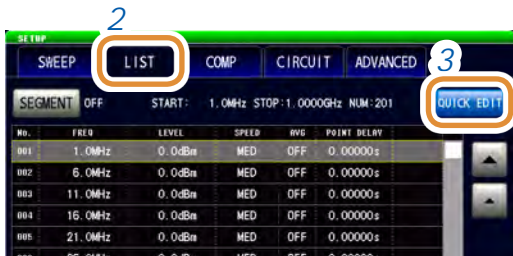 2
SETUP
SWEEP LIST COMP CIRCUIT ADVANCED 3
SEGMENT OFF START: 1.0MHz STOP:1.0000GHz NUM:201 QUICK EDIT
No. FREQ LEVEL SPEED AVG POINT DELAY
001 1.0MHz 0.0dBm MED OFF 0.00000s
002 6.0MHz 0.0dBm MED OFF 0.00000s
003 11.0MHz 0.0dBm MED OFF 0.00000s
004 16.0MHz 0.0dBm MED OFF 0.00000s
005 21.0MHz 0.0dBm MED OFF 0.00000s